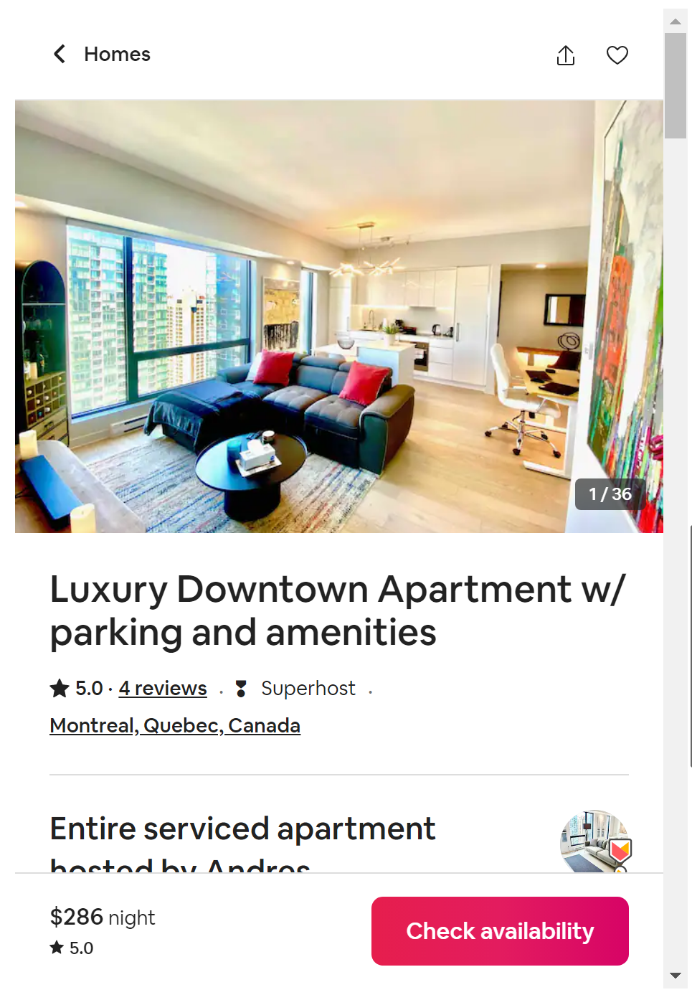 Homes
1 / 36
Luxury Downtown Apartment w/
parking and amenities
5.0 · 4 reviews · Superhost ·
Montreal, Quebec, Canada
Entire serviced apartment
hosted by Andres
$286 night
5.0
Check availability